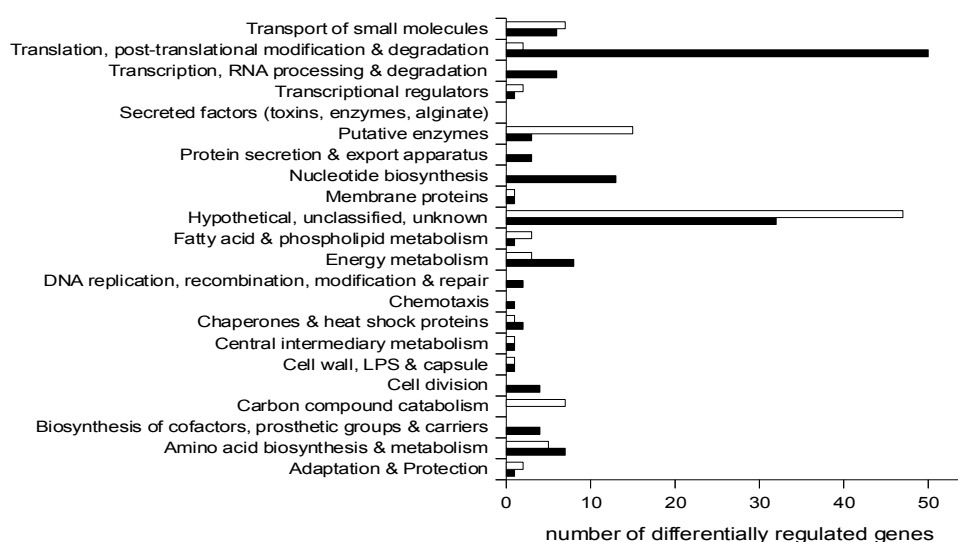 Transport of small molecules
Translation, post-translational modification & degradation
Transcription, RNA processing & degradation
Transcriptional regulators
Secreted factors (toxins, enzymes, alginate)
Putative enzymes
Protein secretion & export apparatus
Nucleotide biosynthesis
Membrane proteins
Hypothetical, unclassified, unknown
Fatty acid & phospholipid metabolism
Energy metabolism
DNA replication, recombination, modification & repair
Chemotaxis
Chaperones & heat shock proteins
Central intermediary metabolism
Cell wall, LPS & capsule
Cell division
Carbon compound catabolism
Biosynthesis of cofactors, prosthetic groups & carriers
Amino acid biosynthesis & metabolism
Adaptation & Protection
0 10 20 30 40 50
number of differentially regulated genes